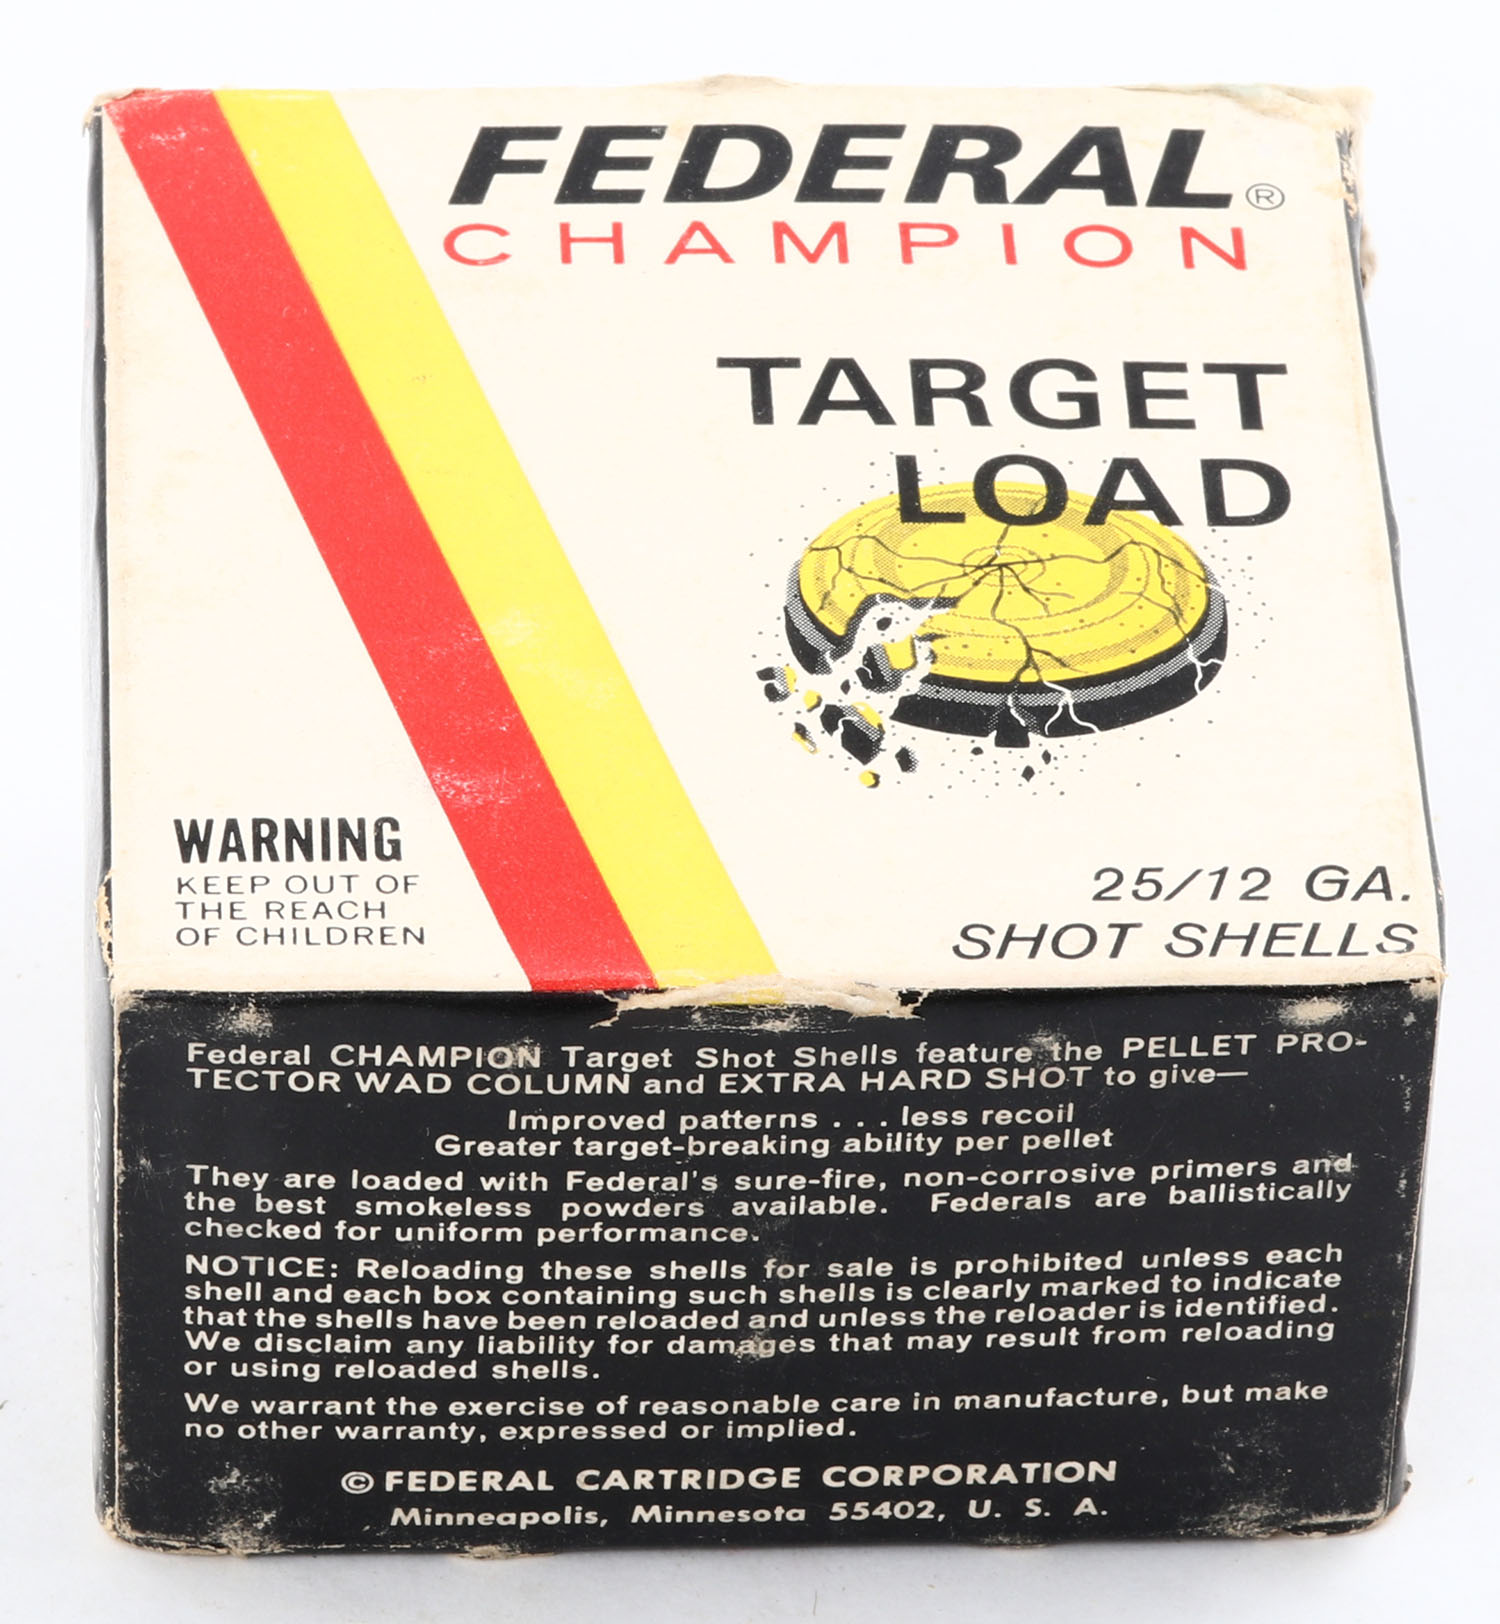 FEDERAL®
CHAMPION
TARGET
LOAD
WARNING
KEEP OUT OF
THE REACH
OF CHILDREN
25/12 GA.
SHOT SHELLS
Federal CHAMPION Target Shot Shells feature the PELLET PRO-
TECTOR WAD COLUMN and EXTRA HARD SHOT to give—
Improved patterns . . . less recoil
Greater target-breaking ability per pellet
They are loaded with Federal's sure-fire, non-corrosive primers and
the best smokeless powders available. Federals are ballistically
checked for uniform performance.
NOTICE: Reloading these shells for sale is prohibited unless each
shell and each box containing such shells is clearly marked to indicate
that the shells have been reloaded and unless the reloader is identified.
We disclaim any liability for damages that may result from reloading
or using reloaded shells.
We warrant the exercise of reasonable care in manufacture, but make
no other warranty, expressed or implied.
© FEDERAL CARTRIDGE CORPORATION
Minneapolis, Minnesota 55402, U. S. A.